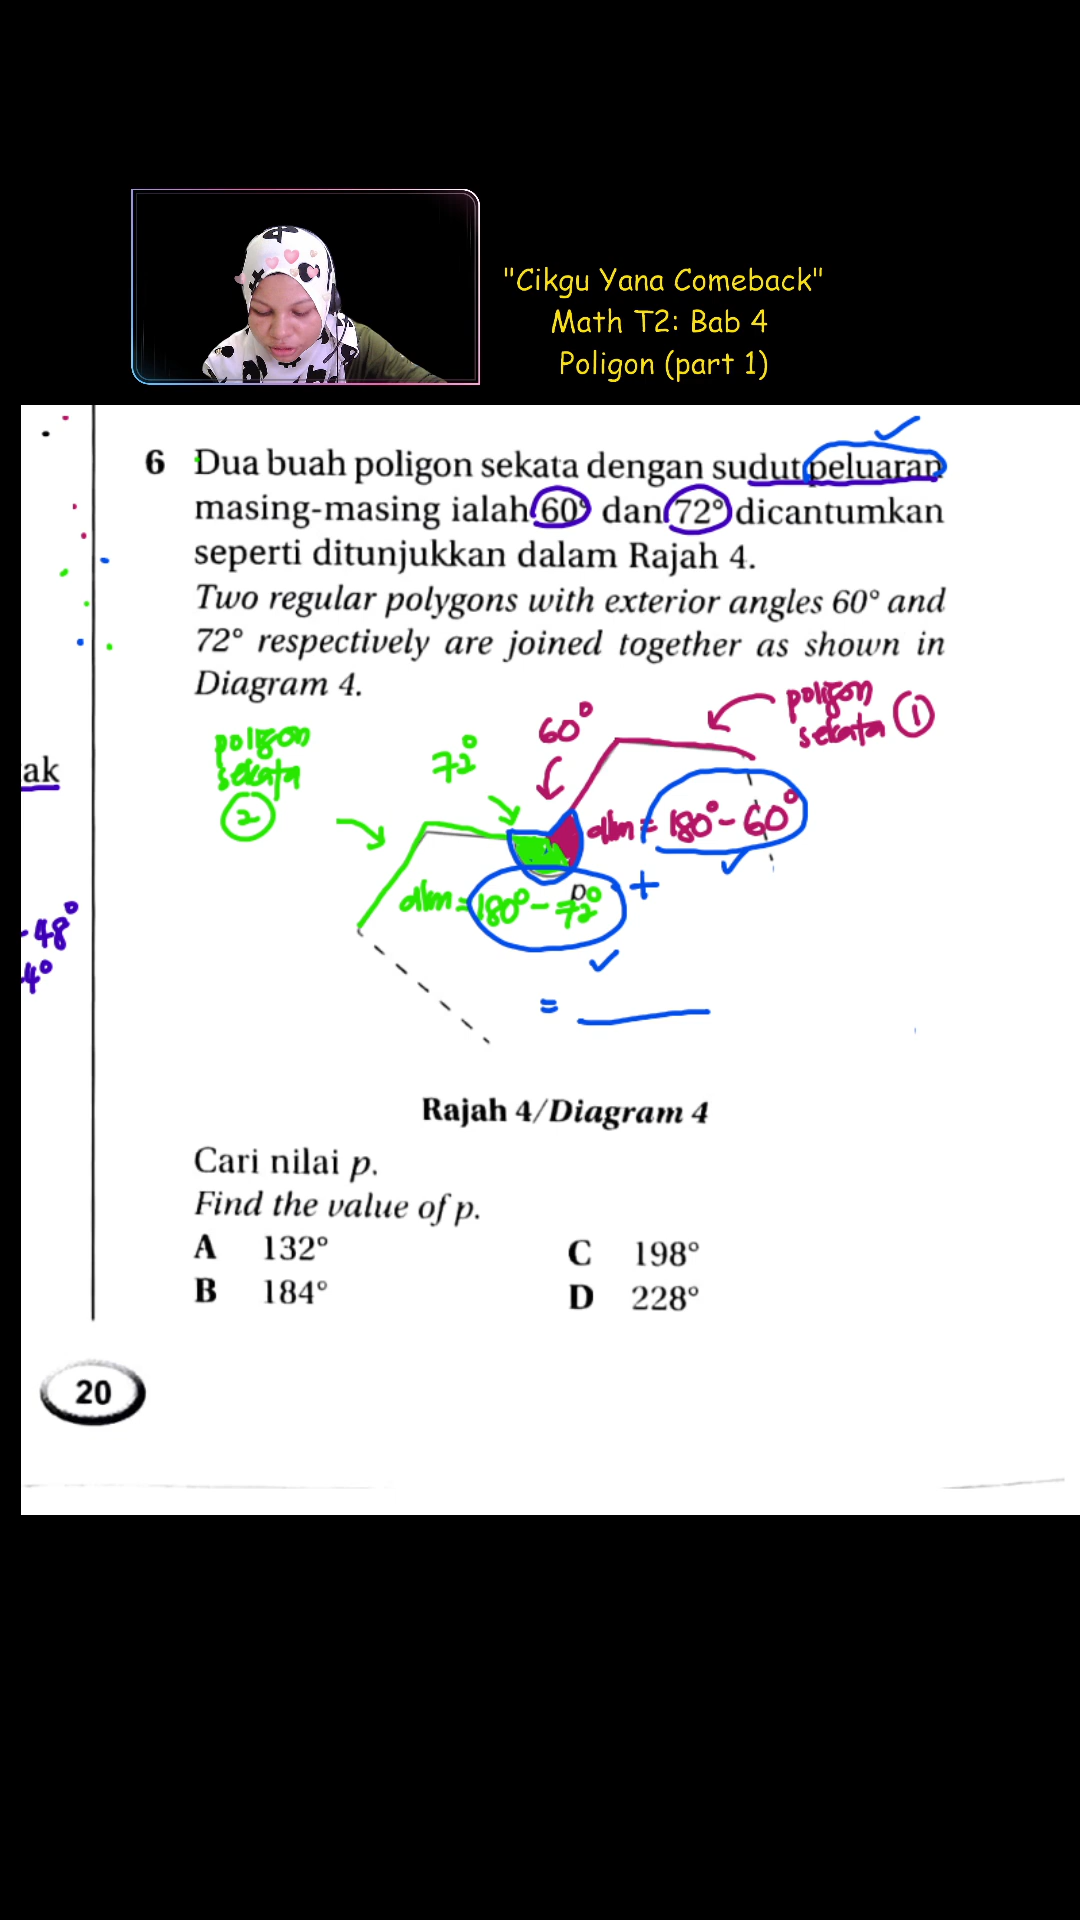 "Cikgu Yana Comeback"
Math T2: Bab 4
Poligon (part 1)
6 Dua buah poligon sekata dengan sudut peluaran
masing-masing ialah 60° dan 72° dicantumkan
seperti ditunjukkan dalam Rajah 4.
Two regular polygons with exterior angles 60° and
72° respectively are joined together as shown in
Diagram 4.
poligon
sekata 1
60°
poligon
sekata
2
72°
ak
dlm = 180° - 60°
+
p
dlm = 180° - 72°
-48°
4°
=
Rajah 4/Diagram 4
Cari nilai p.
Find the value of p.
A 132° C 198°
B 184° D 228°
20